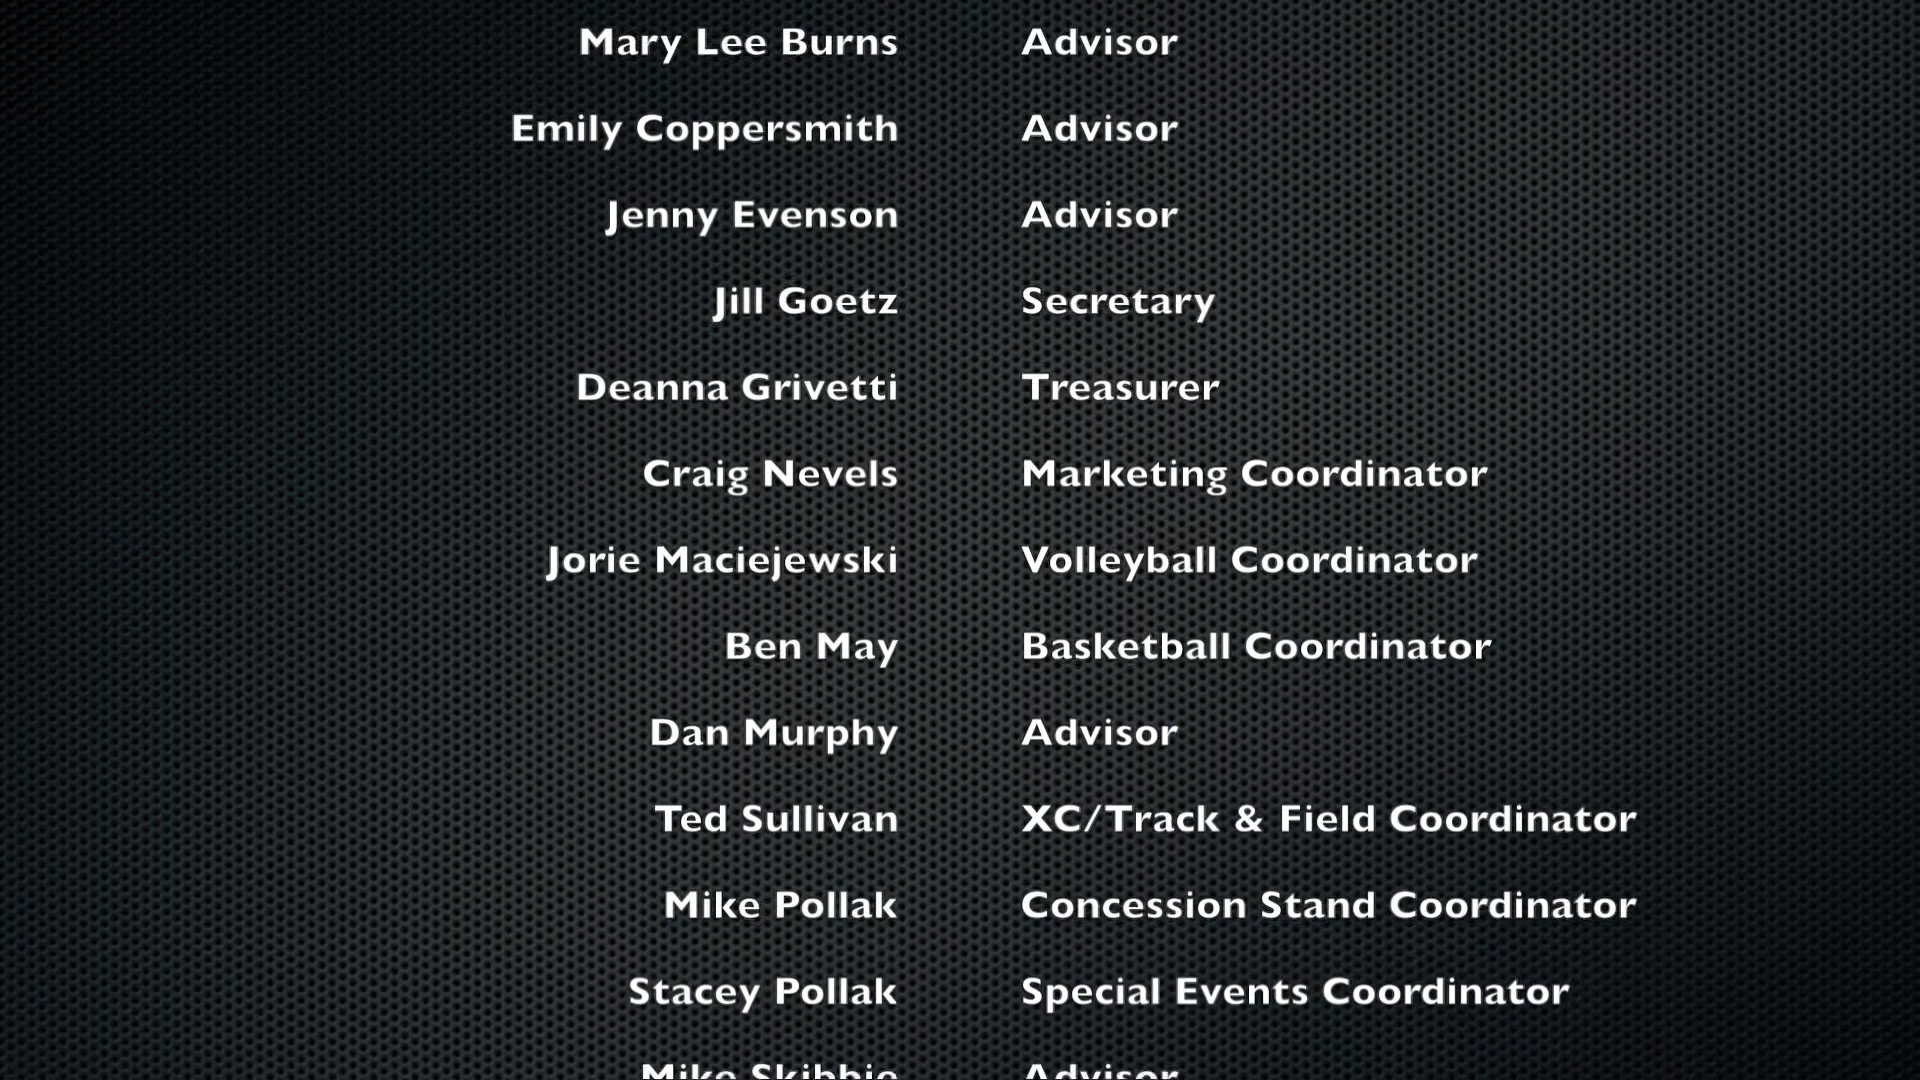 Mary Lee Burns Advisor
Emily Coppersmith Advisor
Jenny Evenson Advisor
Jill Goetz Secretary
Deanna Grivetti Treasurer
Craig Nevels Marketing Coordinator
Jorie Maciejewski Volleyball Coordinator
Ben May Basketball Coordinator
Dan Murphy Advisor
Ted Sullivan XC/Track & Field Coordinator
Mike Pollak Concession Stand Coordinator
Stacey Pollak Special Events Coordinator
Mike Advisor